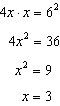 4x · x = 6²
4x² = 36
x² = 9
x = 3